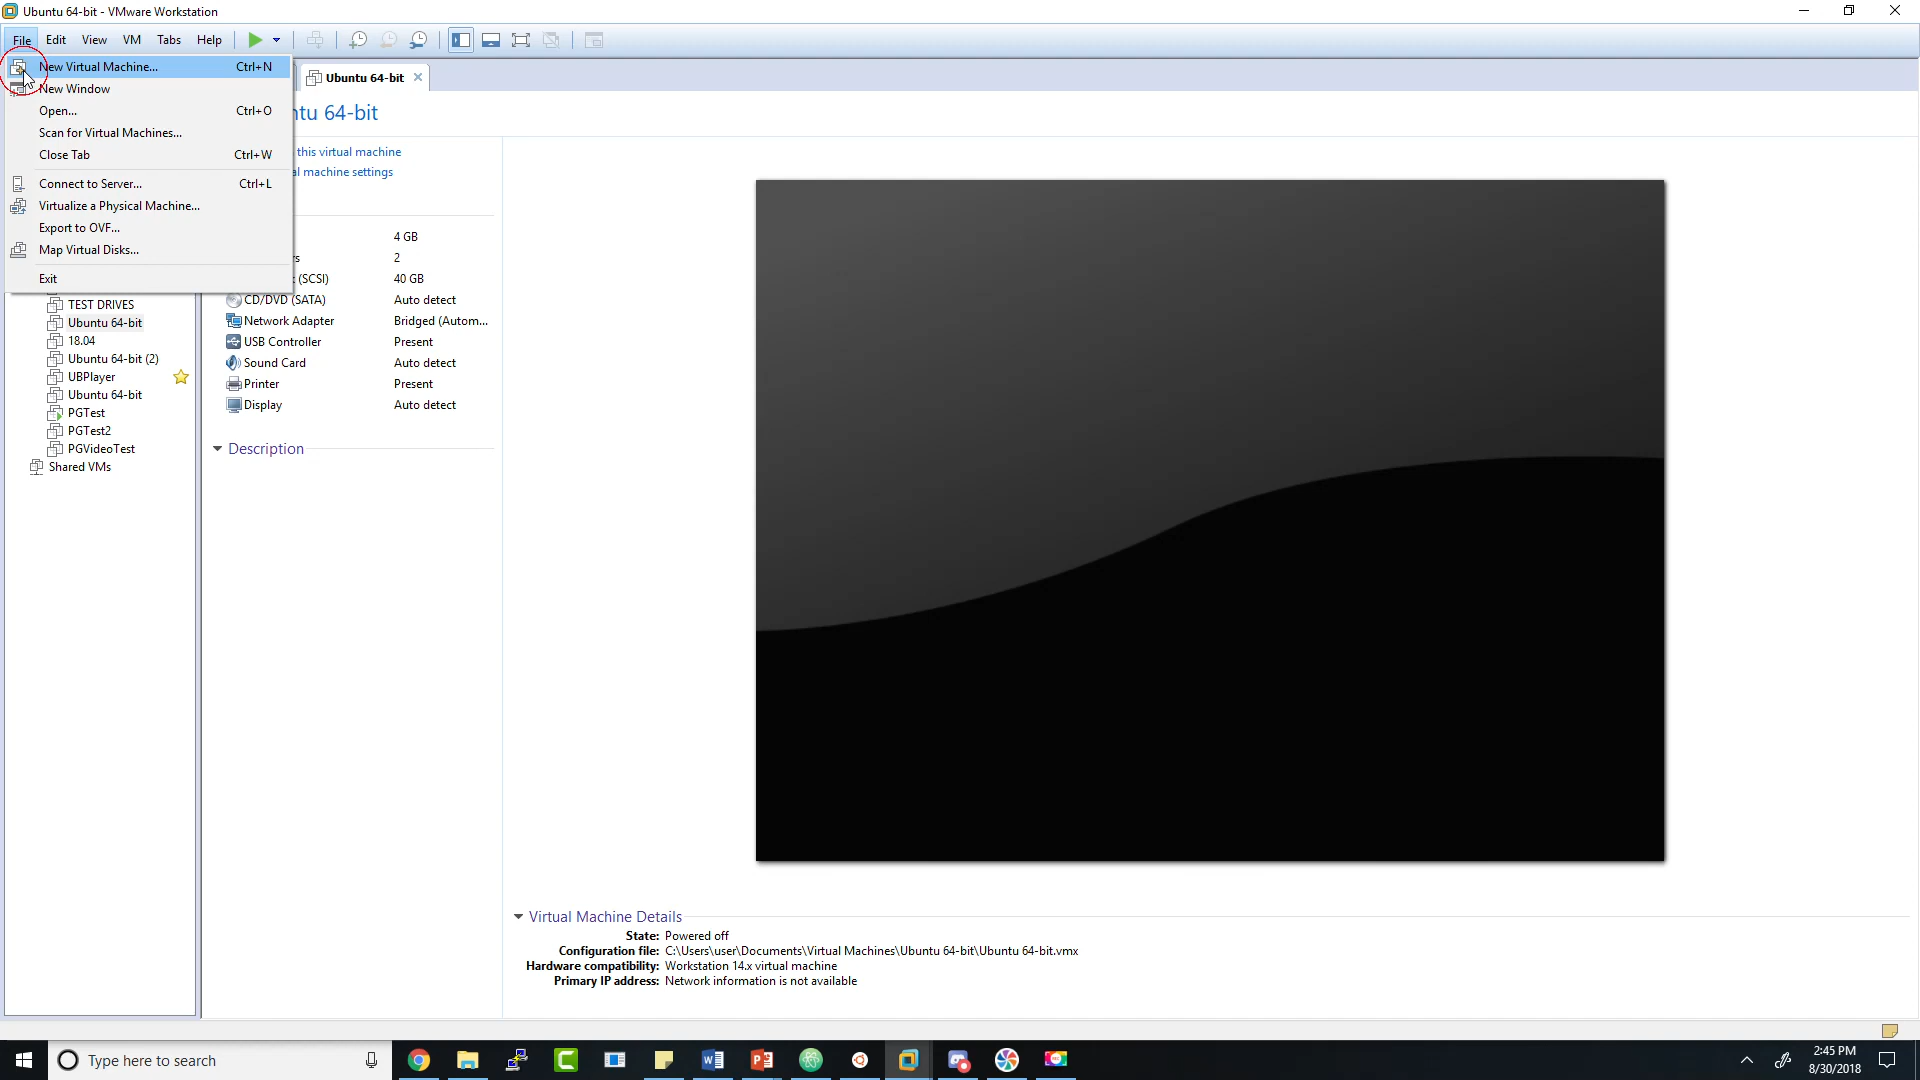 Ubuntu 64-bit - VMware Workstation
File Edit View VM Tabs Help
New Virtual Machine... Ctrl+N
New Window
Open... Ctrl+O
Scan for Virtual Machines...
Close Tab Ctrl+W
Connect to Server... Ctrl+L
Virtualize a Physical Machine...
Export to OVF...
Map Virtual Disks...
Exit
TEST DRIVES
Ubuntu 64-bit
18.04
Ubuntu 64-bit (2)
UBPlayer
Ubuntu 64-bit
PGTest
PGTest2
PGVideoTest
Shared VMs
Ubuntu 64-bit
ntu 64-bit
this virtual machine
al machine settings
4 GB
rs 2
(SCSI) 40 GB
CD/DVD (SATA) Auto detect
Network Adapter Bridged (Autom...
USB Controller Present
Sound Card Auto detect
Printer Present
Display Auto detect
Description
Virtual Machine Details
State: Powered off
Configuration file: C:\Users\user\Documents\Virtual Machines\Ubuntu 64-bit\Ubuntu 64-bit.vmx
Hardware compatibility: Workstation 14.x virtual machine
Primary IP address: Network information is not available
Type here to search
2:45 PM
8/30/2018